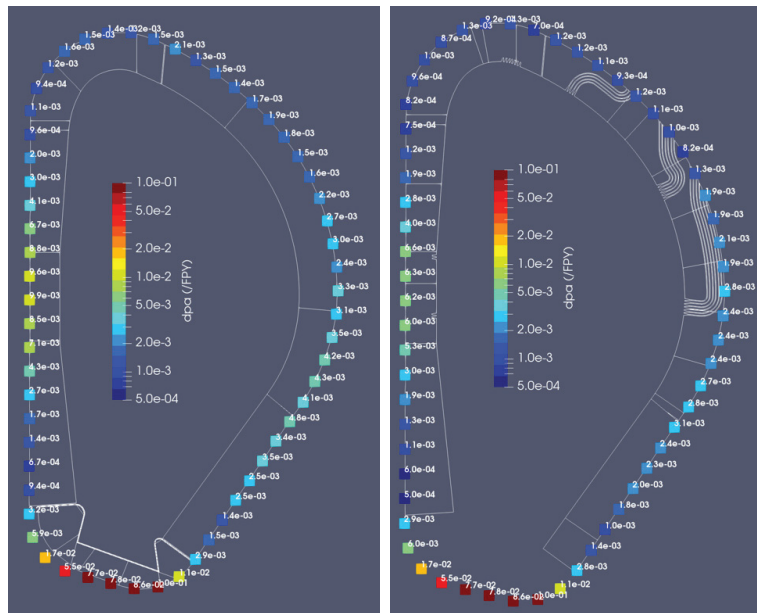 1.4e-03
1.5e-03
1.5e-03
1.6e-03
2.1e-03
1.2e-03
1.3e-03
9.4e-04
1.5e-03
1.1e-03
1.4e-03
9.6e-04
1.7e-03
2.0e-03
1.9e-03
3.0e-03
1.8e-03
4.1e-03
1.5e-03
6.7e-03
1.6e-03
8.8e-03
2.2e-03
9.6e-03
2.7e-03
9.9e-03
3.0e-03
8.5e-03
2.4e-03
7.1e-03
3.3e-03
4.3e-03
3.1e-03
2.7e-03
3.5e-03
1.7e-03
4.2e-03
1.4e-03
4.3e-03
6.7e-04
4.1e-03
9.4e-04
4.8e-03
3.2e-03
3.4e-03
5.9e-03
3.5e-03
1.7e-02
2.5e-03
5.5e-02
2.5e-03
7.7e-02
1.4e-03
7.8e-02
1.5e-03
8.6e-02
2.9e-03
1.0e-01
1.1e-02
1.0e-01
5.0e-2
2.0e-2
1.0e-2
5.0e-3
2.0e-3
1.0e-3
5.0e-04
dpa (/FPY)
9.2e-04
1.3e-03
7.0e-04
1.3e-03
1.2e-03
8.7e-04
1.2e-03
1.0e-03
1.1e-03
9.6e-04
9.3e-04
8.2e-04
1.2e-03
7.5e-04
1.1e-03
1.2e-03
1.0e-03
1.9e-03
8.2e-04
2.8e-03
1.3e-03
4.0e-03
1.9e-03
6.6e-03
1.9e-03
6.3e-03
2.1e-03
6.2e-03
1.9e-03
6.0e-03
2.8e-03
5.3e-03
2.4e-03
3.0e-03
2.4e-03
1.9e-03
2.7e-03
1.3e-03
2.8e-03
1.1e-03
3.1e-03
6.0e-04
2.4e-03
5.0e-04
2.3e-03
2.9e-03
2.0e-03
6.0e-03
1.8e-03
1.7e-02
1.0e-03
5.5e-02
1.4e-03
7.7e-02
2.8e-03
7.8e-02
1.1e-02
8.6e-02
1.0e-01
1.0e-01
5.0e-2
2.0e-2
1.0e-2
5.0e-3
2.0e-3
1.0e-3
5.0e-04
dpa (/FPY)